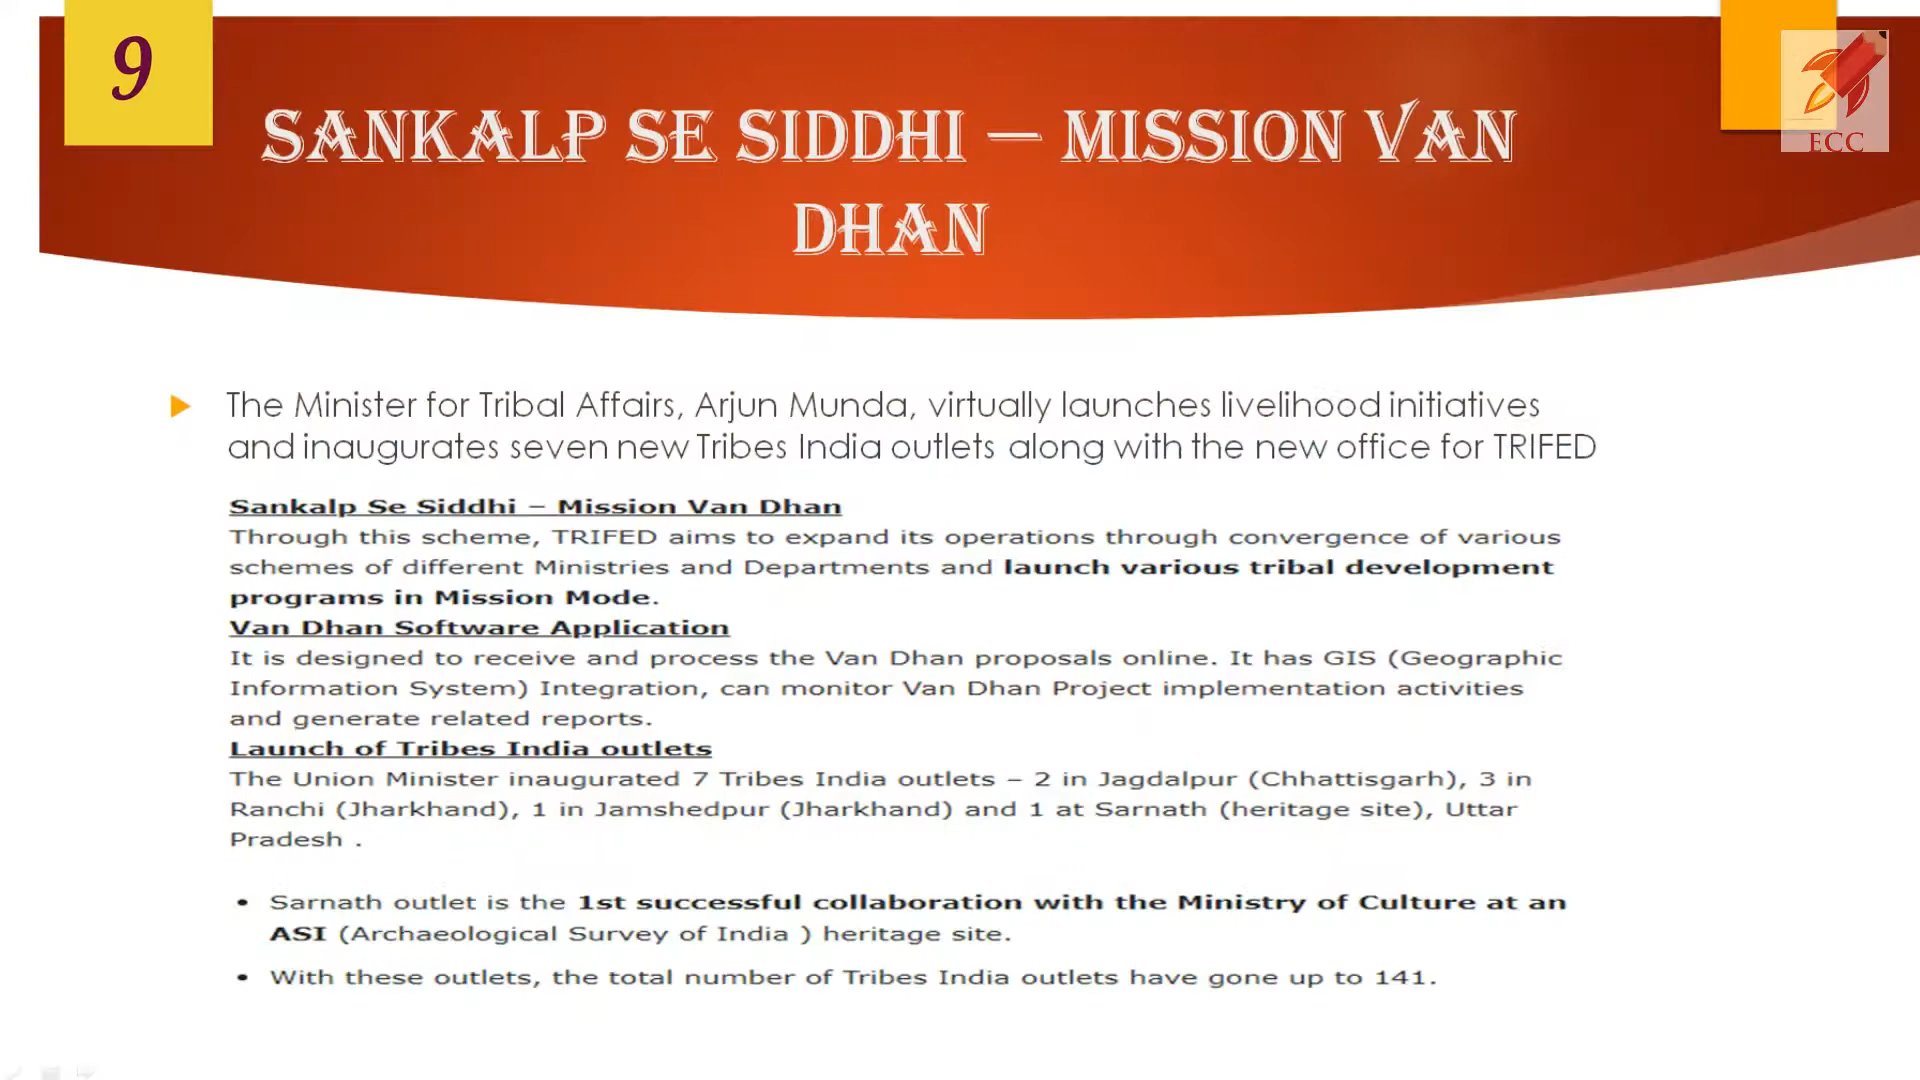 9
SANKALP SE SIDDHI – MISSION VAN
DHAN
ECC
The Minister for Tribal Affairs, Arjun Munda, virtually launches livelihood initiatives
and inaugurates seven new Tribes India outlets along with the new office for TRIFED
Sankalp Se Siddhi – Mission Van Dhan
Through this scheme, TRIFED aims to expand its operations through convergence of various
schemes of different Ministries and Departments and launch various tribal development
programs in Mission Mode.
Van Dhan Software Application
It is designed to receive and process the Van Dhan proposals online. It has GIS (Geographic
Information System) Integration, can monitor Van Dhan Project implementation activities
and generate related reports.
Launch of Tribes India outlets
The Union Minister inaugurated 7 Tribes India outlets – 2 in Jagdalpur (Chhattisgarh), 3 in
Ranchi (Jharkhand), 1 in Jamshedpur (Jharkhand) and 1 at Sarnath (heritage site), Uttar
Pradesh .
• Sarnath outlet is the 1st successful collaboration with the Ministry of Culture at an
ASI (Archaeological Survey of India ) heritage site.
• With these outlets, the total number of Tribes India outlets have gone up to 141.